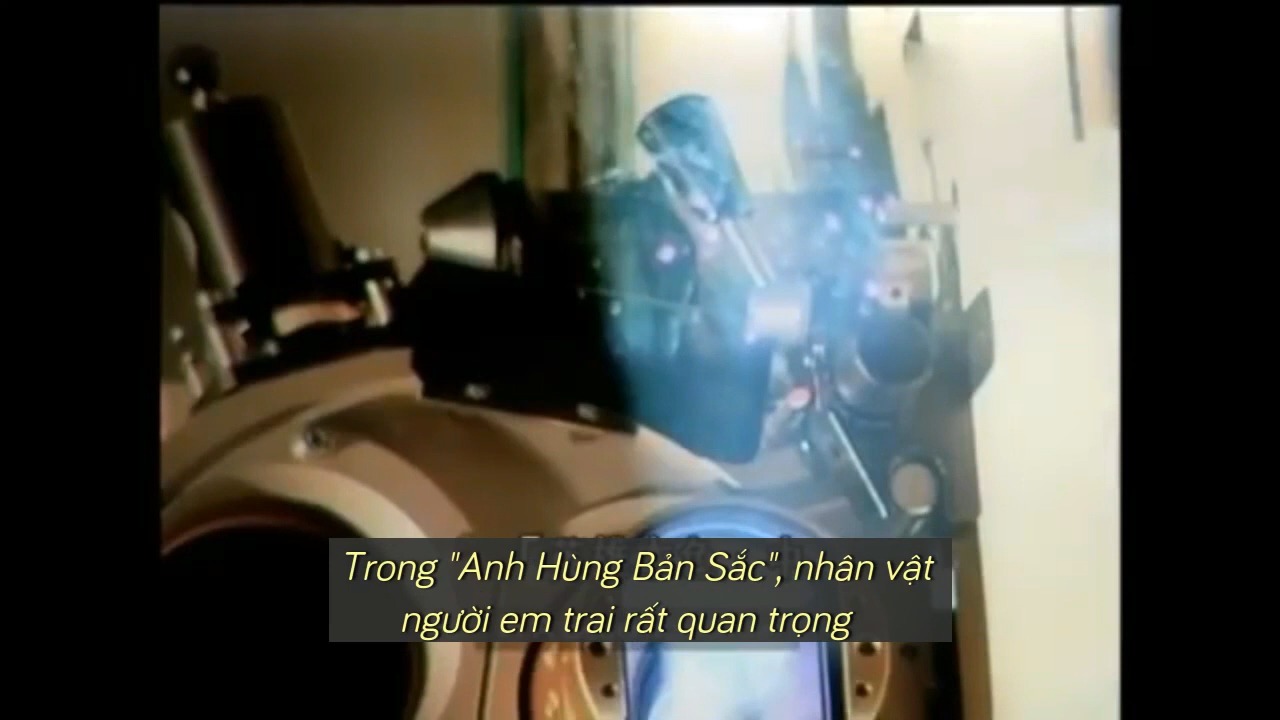 Trong "Anh Hùng Bản Sắc", nhân vật
người em trai rất quan trọng